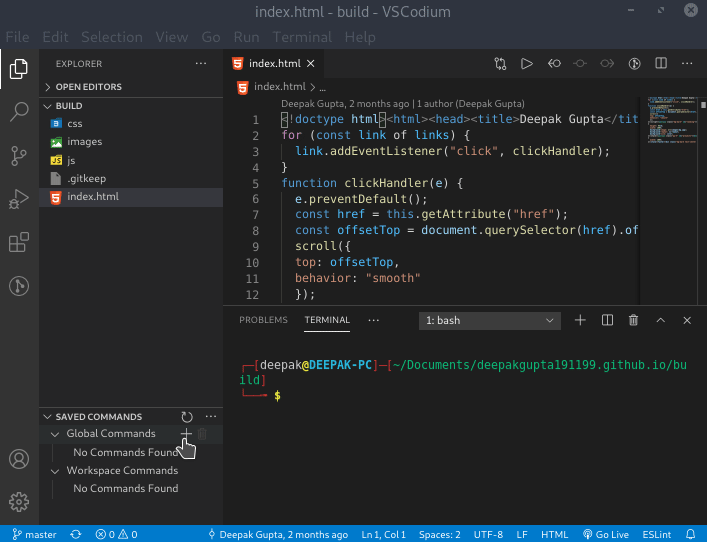 index.html - build - VSCodium
File Edit Selection View Go Run Terminal Help
EXPLORER ...
OPEN EDITORS
BUILD
css
images
JS js
.gitkeep
index.html
SAVED COMMANDS ...
Global Commands
No Commands Found
Workspace Commands
No Commands Found
index.html
index.html > ...
Deepak Gupta, 2 months ago | 1 author (Deepak Gupta)
1 <!doctype html><html><head><title>Deepak Gupta</tit
2 for (const link of links) {
3 link.addEventListener("click", clickHandler);
4 }
5 function clickHandler(e) {
6 e.preventDefault();
7 const href = this.getAttribute("href");
8 const offsetTop = document.querySelector(href).of
9 scroll({
10 top: offsetTop,
11 behavior: "smooth"
12 });
PROBLEMS TERMINAL ... 1: bash
┌─[deepak@DEEPAK-PC]─[~/Documents/deepakgupta191199.github.io/bu
ild]
└──╼ $
master 0 0 Deepak Gupta, 2 months ago Ln 1, Col 1 Spaces: 2 UTF-8 LF HTML Go Live ESLint